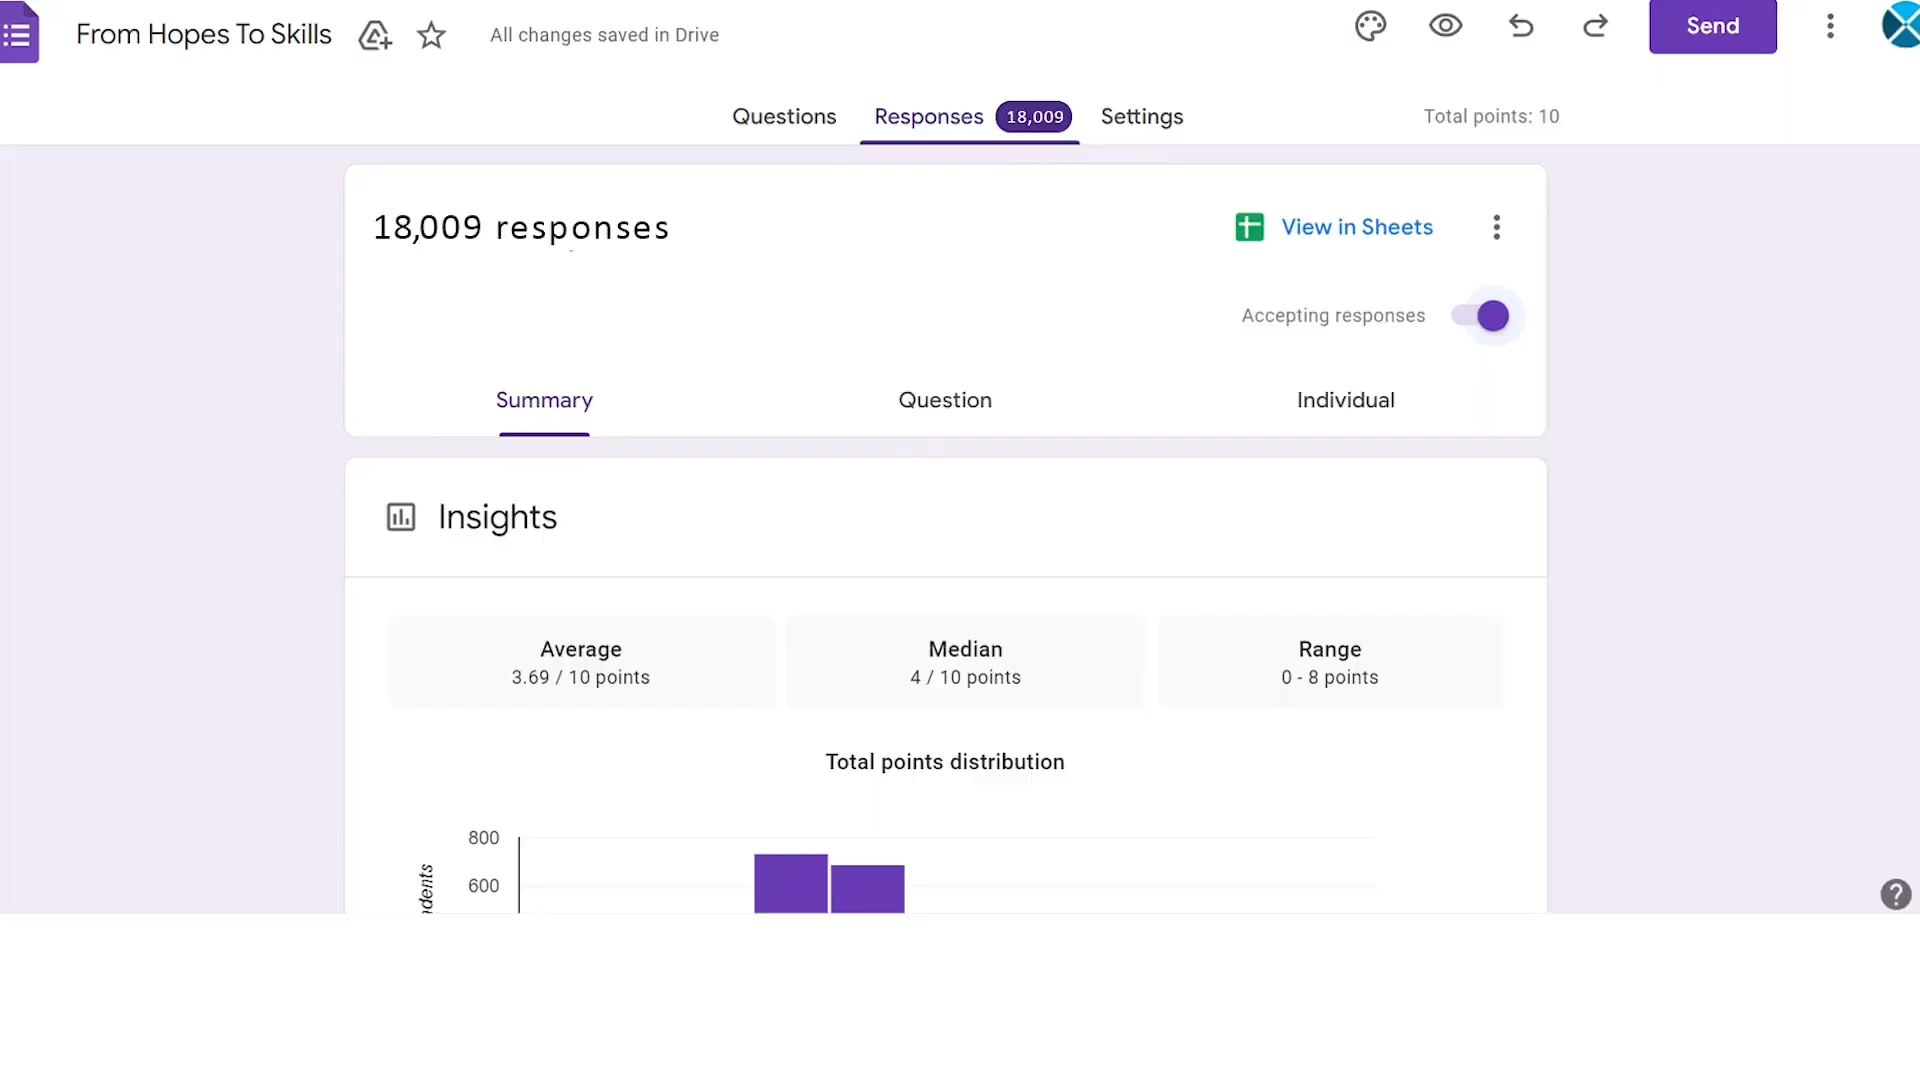 From Hopes To Skills
All changes saved in Drive
Send
Questions
Responses 18,009
Settings
Total points: 10
18,009 responses
View in Sheets
Accepting responses
Summary
Question
Individual
Insights
Average
3.69 / 10 points
Median
4 / 10 points
Range
0 - 8 points
Total points distribution
800
600